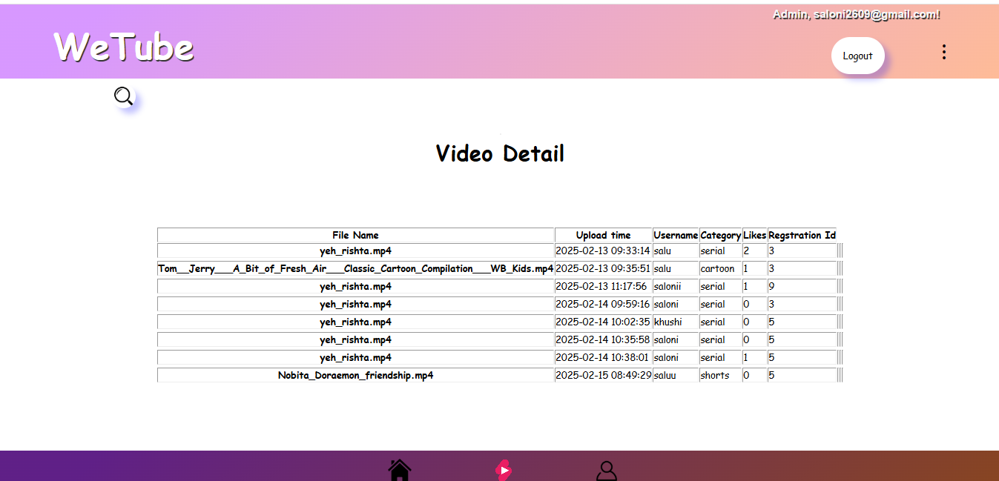 Admin, saloni2609@gmail.com!
WeTube
Logout
Video Detail
File Name Upload time Username Category Likes Regstration Id
yeh_rishta.mp4 2025-02-13 09:33:14 salu serial 2 3
Tom__Jerry___A_Bit_of_Fresh_Air___Classic_Cartoon_Compilation___WB_Kids.mp4 2025-02-13 09:35:51 salu cartoon 1 3
yeh_rishta.mp4 2025-02-13 11:17:56 salonii serial 1 9
yeh_rishta.mp4 2025-02-14 09:59:16 saloni serial 0 3
yeh_rishta.mp4 2025-02-14 10:02:35 khushi serial 0 5
yeh_rishta.mp4 2025-02-14 10:35:58 saloni serial 0 5
yeh_rishta.mp4 2025-02-14 10:38:01 saloni serial 1 5
Nobita_Doraemon_friendship.mp4 2025-02-15 08:49:29 saluu shorts 0 5